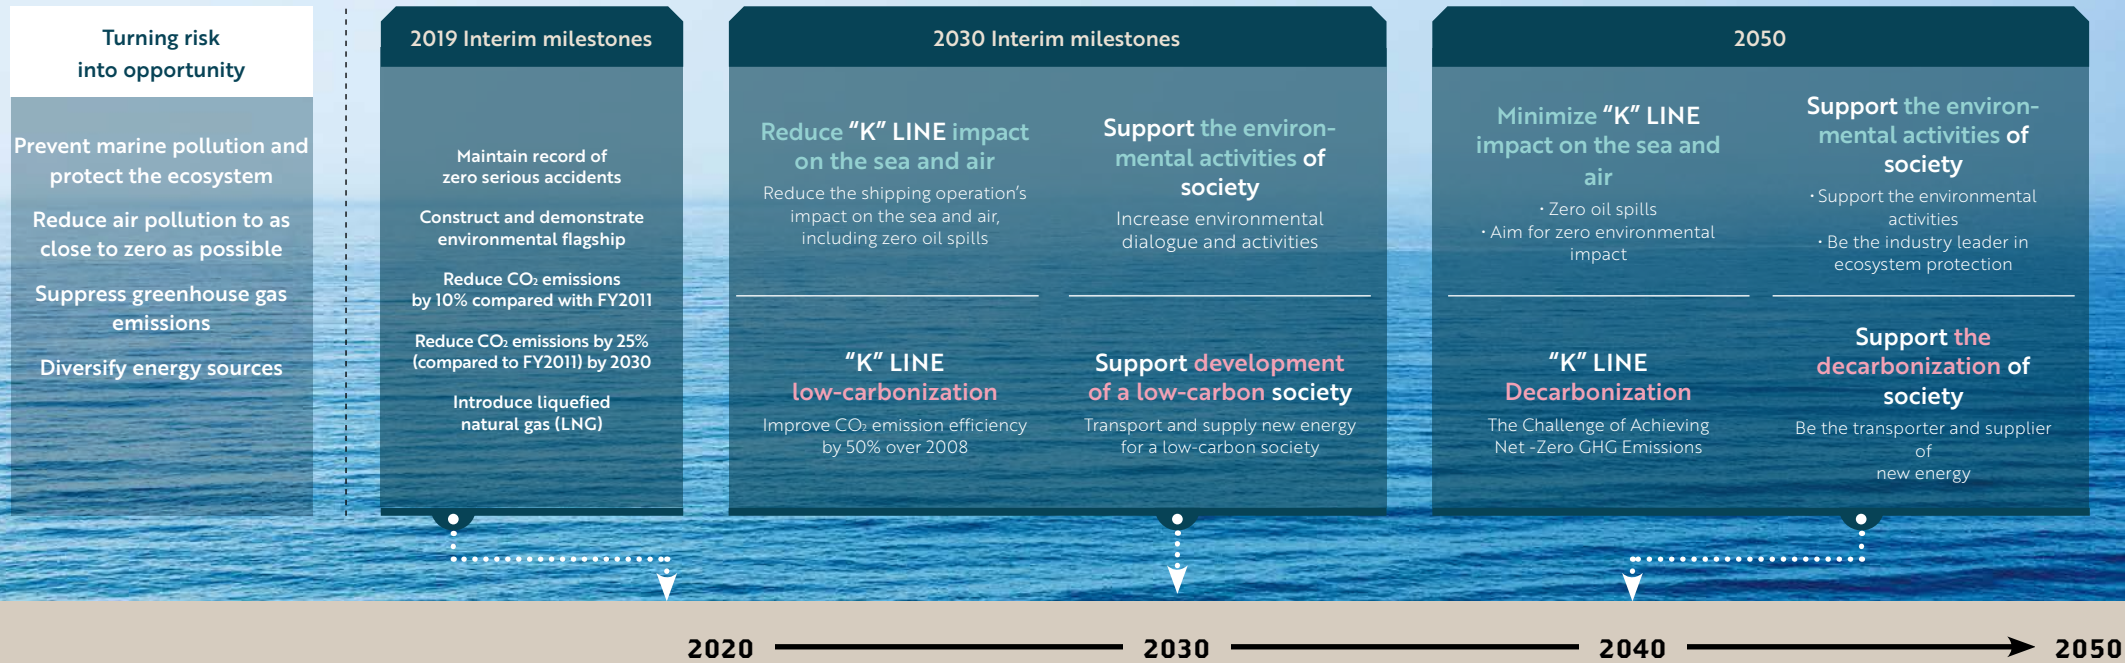 Turning risk
into opportunity
Prevent marine pollution and
protect the ecosystem
Reduce air pollution to as
close to zero as possible
Suppress greenhouse gas
emissions
Diversify energy sources
2019 Interim milestones
Maintain record of
zero serious accidents
Construct and demonstrate
environmental flagship
Reduce CO₂ emissions
by 10% compared with FY2011
Reduce CO₂ emissions by 25%
(compared to FY2011) by 2030
Introduce liquefied
natural gas (LNG)
2030 Interim milestones
Reduce “K” LINE impact
on the sea and air
Reduce the shipping operation’s
impact on the sea and air,
including zero oil spills
Support the environ-
mental activities of
society
Increase environmental
dialogue and activities
“K” LINE
low-carbonization
Improve CO₂ emission efficiency
by 50% over 2008
Support development
of a low-carbon society
Transport and supply new energy
for a low-carbon society
2050
Minimize “K” LINE
impact on the sea and
air
・Zero oil spills
・Aim for zero environmental
impact
Support the environ-
mental activities of
society
・Support the environmental
activities
・Be the industry leader in
ecosystem protection
“K” LINE
Decarbonization
The Challenge of Achieving
Net -Zero GHG Emissions
Support the
decarbonization of
society
Be the transporter and supplier
of
new energy
2020 2030 2040 2050